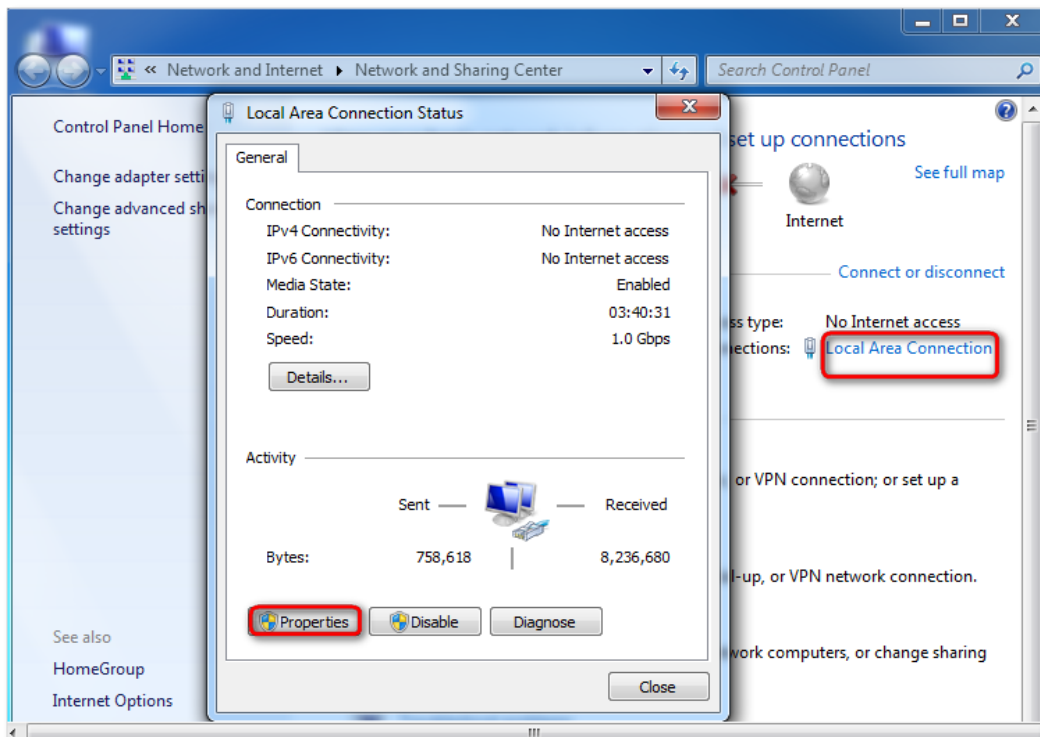 « Network and Internet Network and Sharing Center
Search Control Panel
Control Panel Home
Change adapter setti
Change advanced sh
settings
See also
HomeGroup
Internet Options
Local Area Connection Status
General
Connection
IPv4 Connectivity: No Internet access
IPv6 Connectivity: No Internet access
Media State: Enabled
Duration: 03:40:31
Speed: 1.0 Gbps
Details...
Activity
Sent Received
Bytes: 758,618 8,236,680
Properties Disable Diagnose
Close
set up connections
See full map
Internet
Connect or disconnect
ss type: No Internet access
nections: Local Area Connection
or VPN connection; or set up a
l-up, or VPN network connection.
work computers, or change sharing